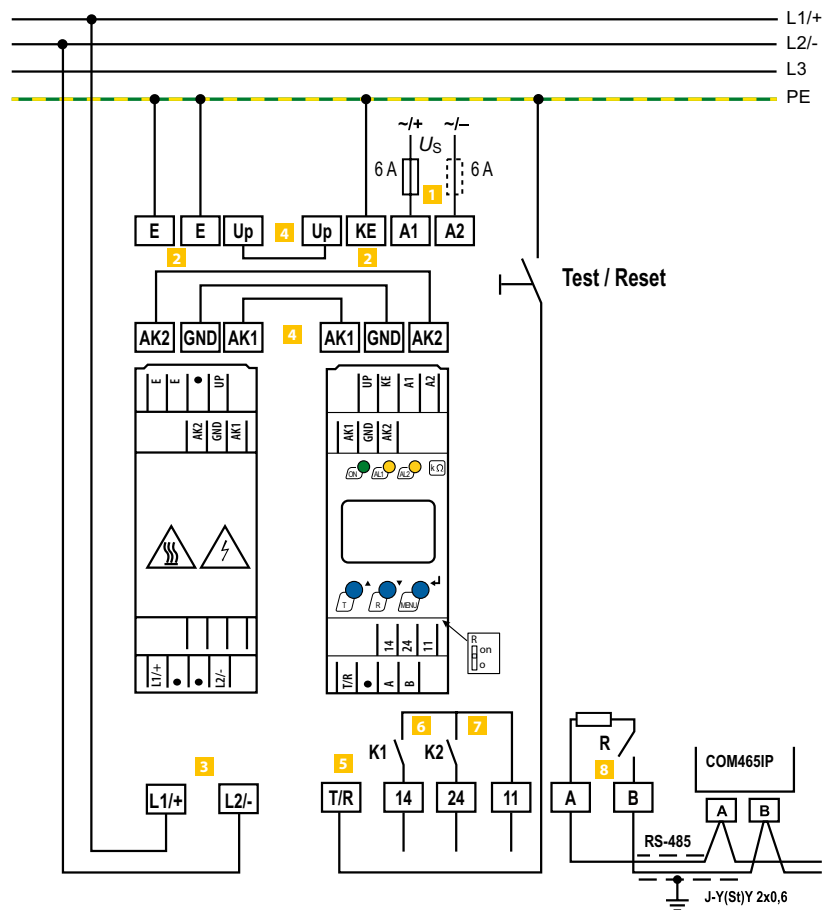 L1/+
L2/-
L3
PE
~/+ ~/–
US
6 A 6 A
1
E E Up 4 Up KE A1 A2
2 2
Test / Reset
AK2 GND AK1 4 AK1 GND AK2
E E UP UP KE A1 A2
AK2 GND AK1 AK1 GND AK2
ON AL1 AL2 kΩ
T R MENU
R
on
o
14 24 11
L1/+ L2/- T/R A B
6 7
K1 K2 R
3 5 8
COM465IP
L1/+ L2/- T/R 14 24 11 A B
A B
RS-485
J-Y(St)Y 2x0,6